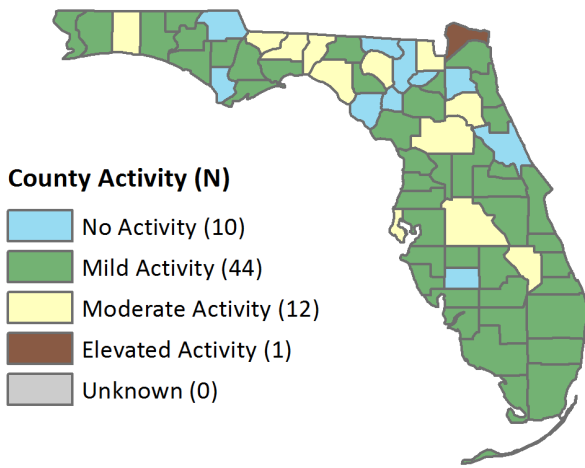 County Activity (N)
No Activity (10)
Mild Activity (44)
Moderate Activity (12)
Elevated Activity (1)
Unknown (0)